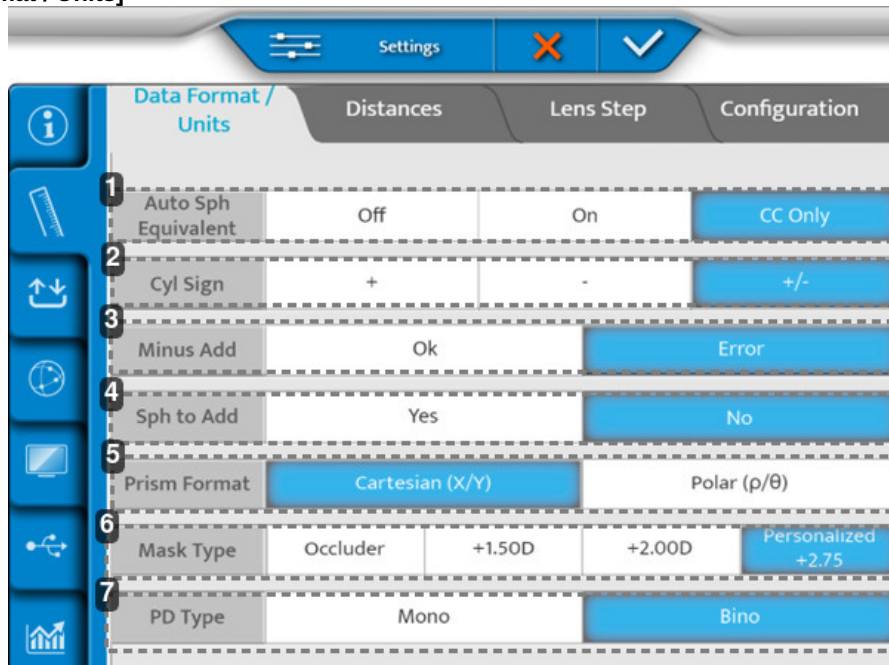 Settings
Data Format / Units
Distances
Lens Step
Configuration
1
Auto Sph Equivalent
Off
On
CC Only
2
Cyl Sign
+
-
+/-
3
Minus Add
Ok
Error
4
Sph to Add
Yes
No
5
Prism Format
Cartesian (X/Y)
Polar (ρ/θ)
6
Mask Type
Occluder
+1.50D
+2.00D
Personalized +2.75
7
PD Type
Mono
Bino